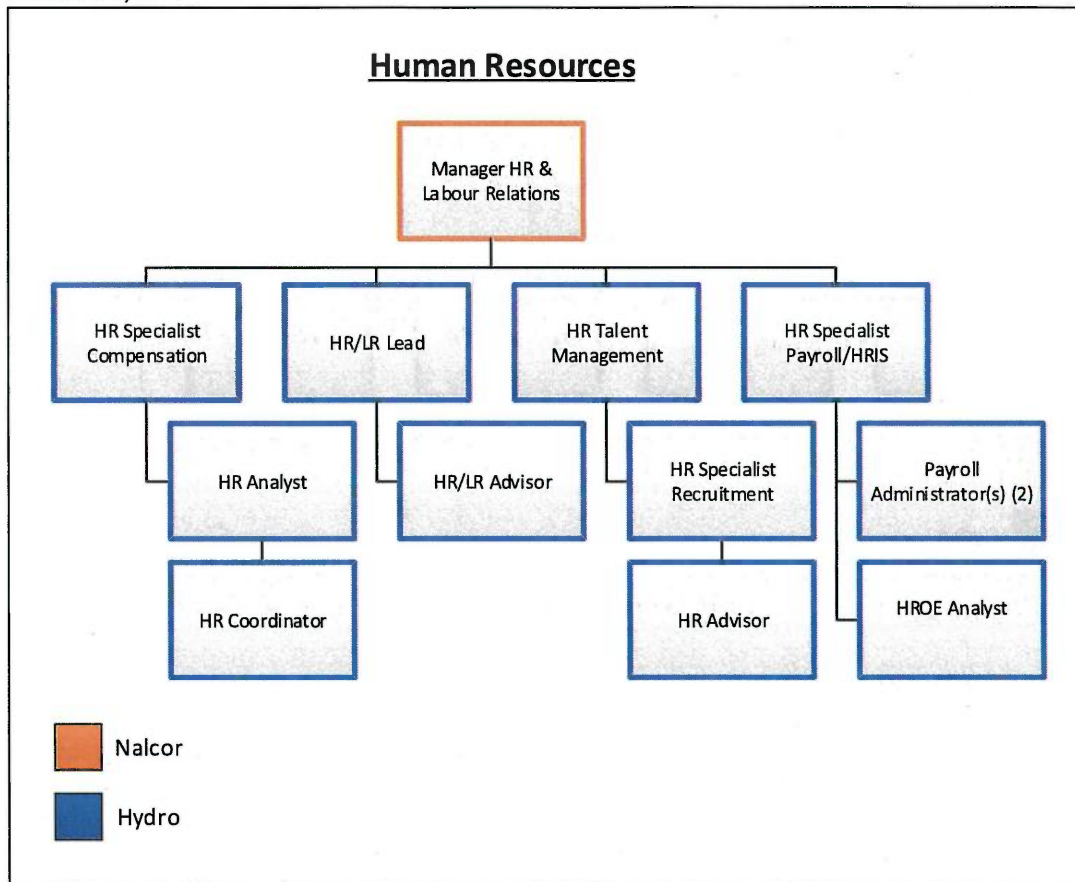 Human Resources
Manager HR &
Labour Relations
HR Specialist
Compensation
HR/LR Lead
HR Talent
Management
HR Specialist
Payroll/HRIS
HR Analyst
HR/LR Advisor
HR Specialist
Recruitment
Payroll
Administrator(s) (2)
HR Coordinator
HR Advisor
HROE Analyst
Nalcor
Hydro